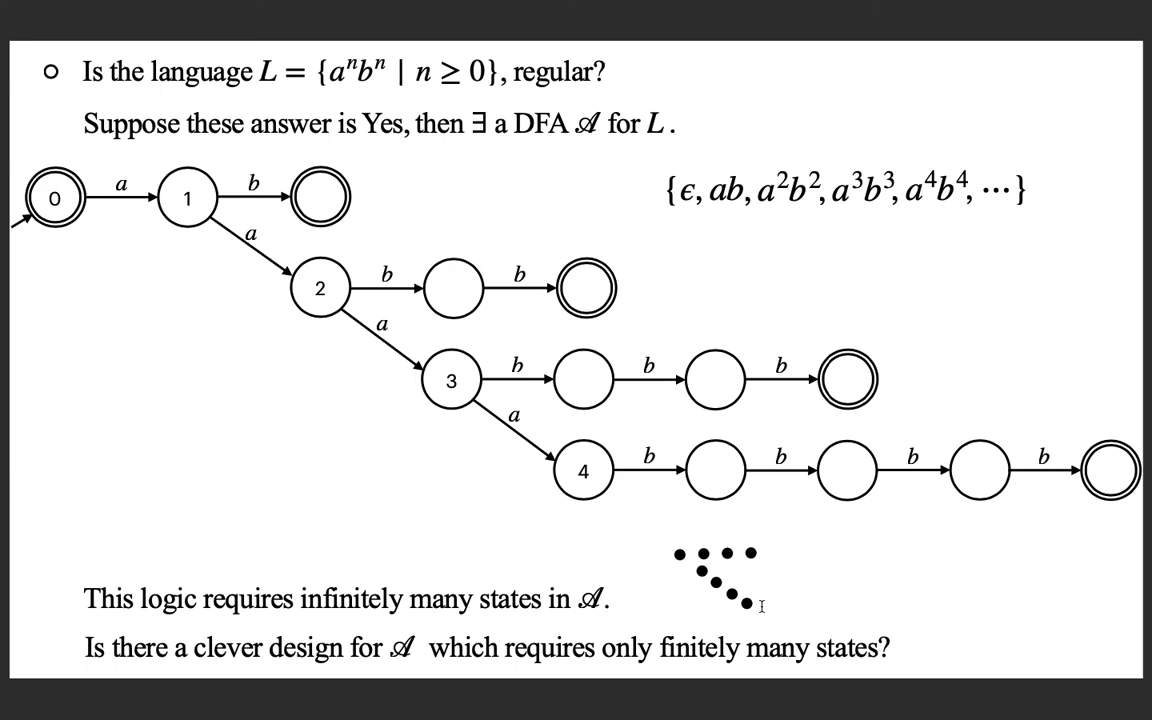 Is the language L = {aⁿbⁿ | n ≥ 0}, regular?
Suppose these answer is Yes, then ∃ a DFA 𝒜 for L.
{ϵ, ab, a²b², a³b³, a⁴b⁴, ⋯}
0 a 1 b
a
2 b b
a
3 b b b
a
4 b b b b
This logic requires infinitely many states in 𝒜.
Is there a clever design for 𝒜 which requires only finitely many states?